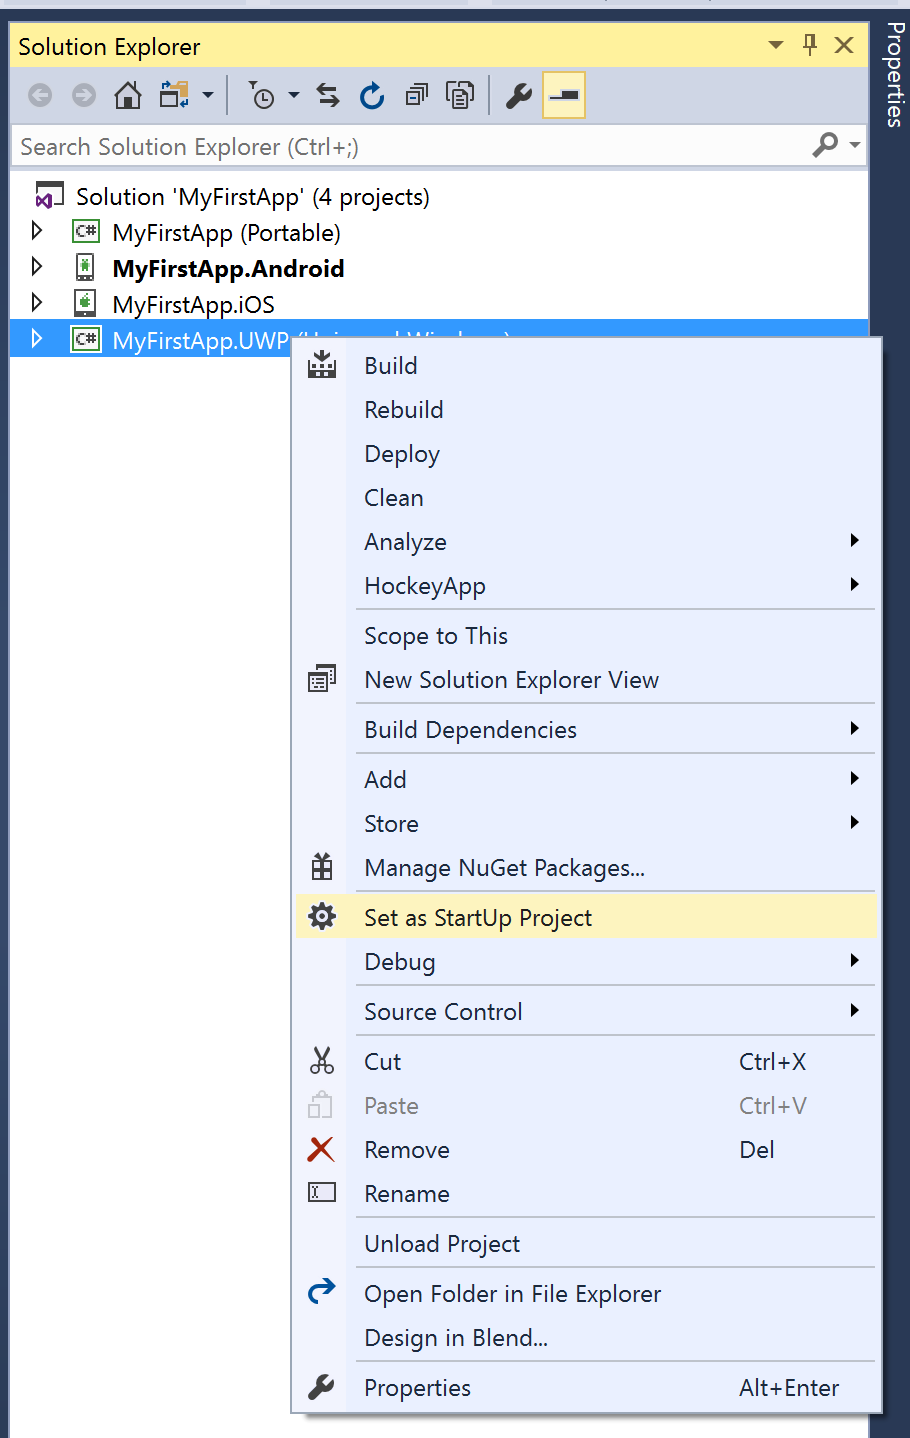 Solution Explorer
Properties
Search Solution Explorer (Ctrl+;)
Solution 'MyFirstApp' (4 projects)
C# MyFirstApp (Portable)
MyFirstApp.Android
MyFirstApp.iOS
C# MyFirstApp.UWP
Build
Rebuild
Deploy
Clean
Analyze
HockeyApp
Scope to This
New Solution Explorer View
Build Dependencies
Add
Store
Manage NuGet Packages...
Set as StartUp Project
Debug
Source Control
Cut Ctrl+X
Paste Ctrl+V
Remove Del
Rename
Unload Project
Open Folder in File Explorer
Design in Blend...
Properties Alt+Enter